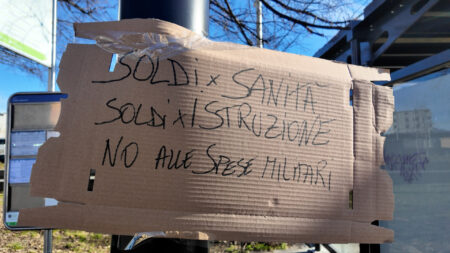 SOLDi x SANITÀ
SOLDi x ISTRUZIONE
NO ALLE SPESE MILITARI